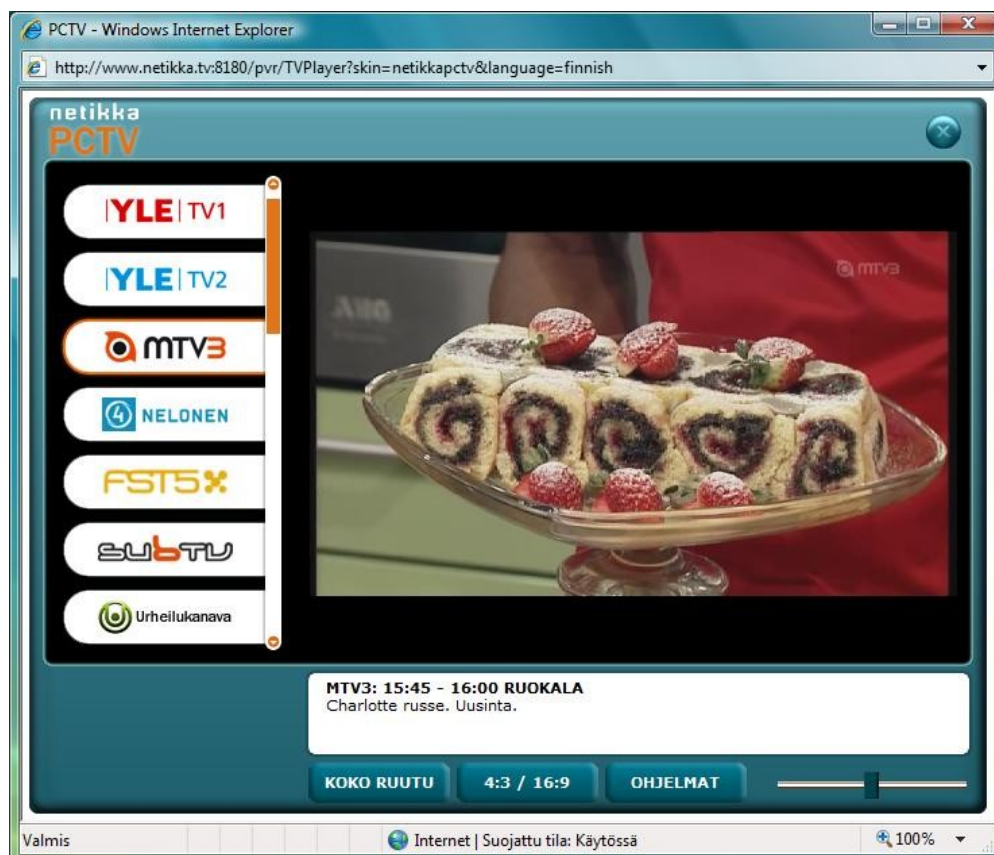 PCTV - Windows Internet Explorer
http://www.netikka.tv:8180/pvr/TVPlayer?skin=netikkapctv&language=finnish
netikka
PCTV
YLE TV1
YLE TV2
MTV3
4 NELONEN
FST5
subTV
Urheilukanava
AEG
MTV3
MTV3: 15:45 - 16:00 RUOKALA
Charlotte russe. Uusinta.
KOKO RUUTU
4:3 / 16:9
OHJELMAT
Valmis
Internet | Suojattu tila: Käytössä
100%